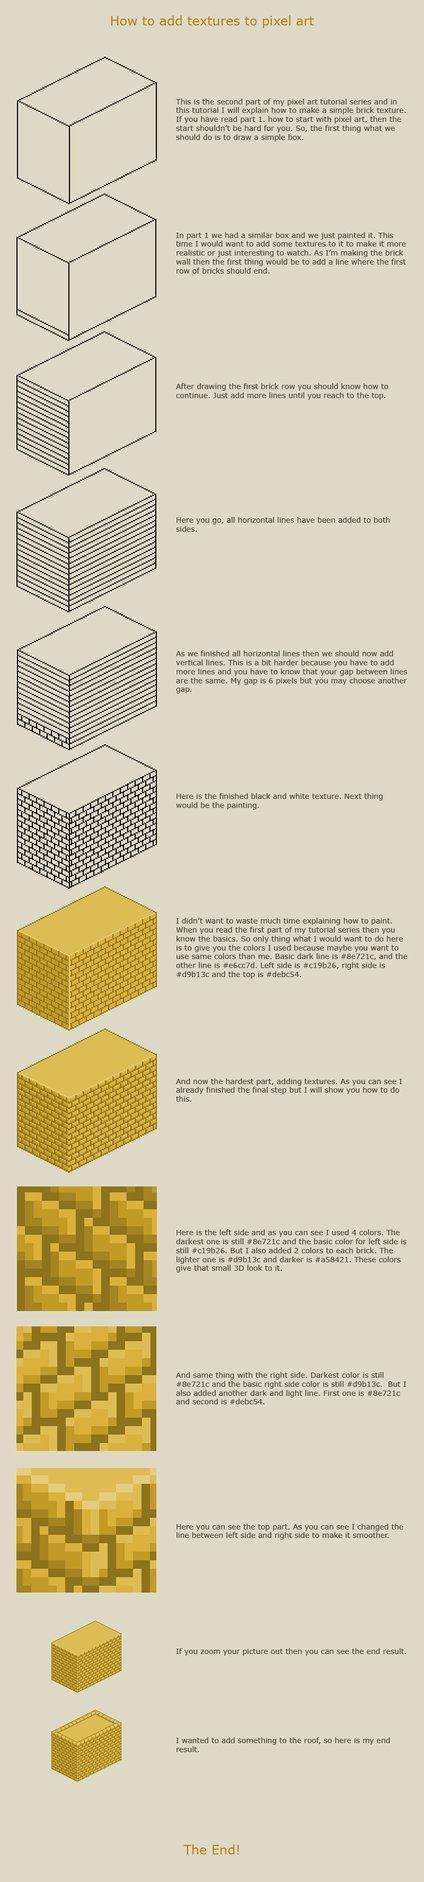 How to add textures to pixel art
This is the second part of my pixel art tutorial series and in
this tutorial I will explain how to make a simple brick texture.
If you have read part 1. how to start with pixel art, then the
start shouldn't be hard for you. So, the first thing what we
should do is to draw a simple box.
In part 1 we had a similar box and we just painted it. This
time I would want to add some textures to it to make it more
realistic or just interesting to watch. As I'm making the brick
wall then the first thing would be to add a line where the first
row of bricks should end.
After drawing the first brick row you should know how to
continue. Just add more lines until you reach to the top.
Here you go, all horizontal lines have been added to both
sides.
As we finished all horizontal lines then we should now add
vertical lines. This is a bit harder because you have to add
more lines and you have to know that your gap between lines
are the same. My gap is 6 pixels but you may choose another
gap.
Here is the finished black and white texture. Next thing
would be the painting.
I didn't want to waste much time explaining how to paint.
When you read the first part of my tutorial series then you
know the basics. So only thing what I would want to do here
is to give you the colors I used because maybe you want to
use same colors than me. Basic dark line is #8e721c, and the
other line is #e6cc7d. Left side is #c19b26, right side is
#d9b13c and the top is #debc54.
And now the hardest part, adding textures. As you can see I
already finished the final step but I will show you how to do
this.
Here is the left side and as you can see I used 4 colors. The
darkest one is still #8e721c and the basic color for left side is
still #c19b26. But I also added 2 colors to each brick. The
lighter one is #d9b13c and darker is #a58421. These colors
give that small 3D look to it.
And same thing with the right side. Darkest color is still
#8e721c and the basic right side color is still #d9b13c.  But I
also added another dark and light line. First one is #8e721c
and second is #debc54.
Here you can see the top part. As you can see I changed the
line between left side and right side to make it smoother.
If you zoom your picture out then you can see the end result.
I wanted to add something to the roof, so here is my end
result.
The End!